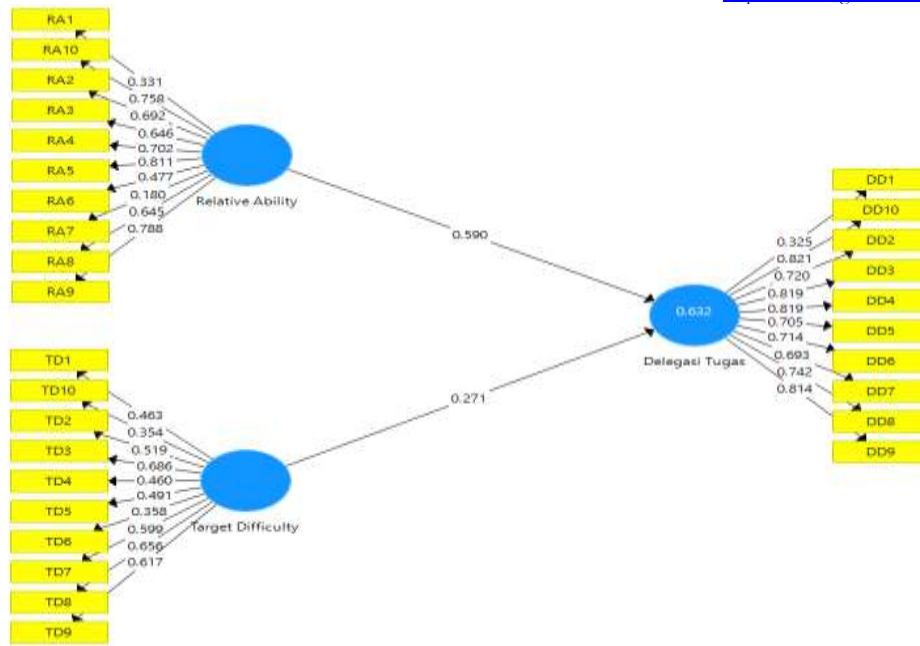 RA1
RA10
RA2
RA3
RA4
RA5
RA6
RA7
RA8
RA9
0.331
0.758
0.692
0.646
0.702
0.811
0.477
0.180
0.645
0.788
Relative Ability
0.590
TD1
TD10
TD2
TD3
TD4
TD5
TD6
TD7
TD8
TD9
0.463
0.354
0.519
0.686
0.460
0.491
0.358
0.599
0.656
0.617
Target Difficulty
0.271
0.632
Delegasi Tugas
0.325
0.821
0.720
0.819
0.819
0.705
0.714
0.693
0.742
0.814
DD1
DD10
DD2
DD3
DD4
DD5
DD6
DD7
DD8
DD9